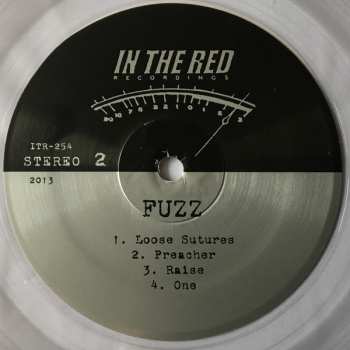 IN THE RED
RECORDINGS
ITR-254
STEREO 2
2013
FUZZ
1. Loose Sutures
2. Preacher
3. Raise
4. One